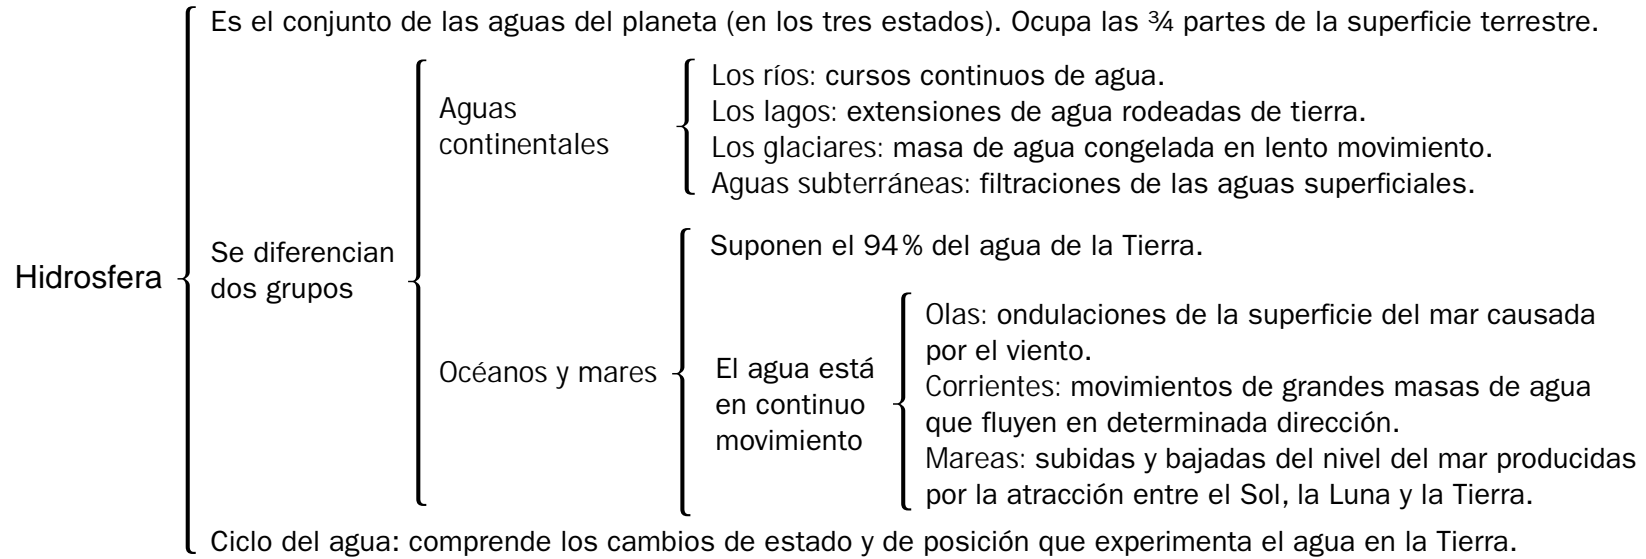 Hidrosfera
Es el conjunto de las aguas del planeta (en los tres estados). Ocupa las ¾ partes de la superficie terrestre.
Se diferencian
dos grupos
Aguas
continentales
Los ríos: cursos continuos de agua.
Los lagos: extensiones de agua rodeadas de tierra.
Los glaciares: masa de agua congelada en lento movimiento.
Aguas subterráneas: filtraciones de las aguas superficiales.
Océanos y mares
Suponen el 94% del agua de la Tierra.
El agua está
en continuo
movimiento
Olas: ondulaciones de la superficie del mar causada
por el viento.
Corrientes: movimientos de grandes masas de agua
que fluyen en determinada dirección.
Mareas: subidas y bajadas del nivel del mar producidas
por la atracción entre el Sol, la Luna y la Tierra.
Ciclo del agua: comprende los cambios de estado y de posición que experimenta el agua en la Tierra.